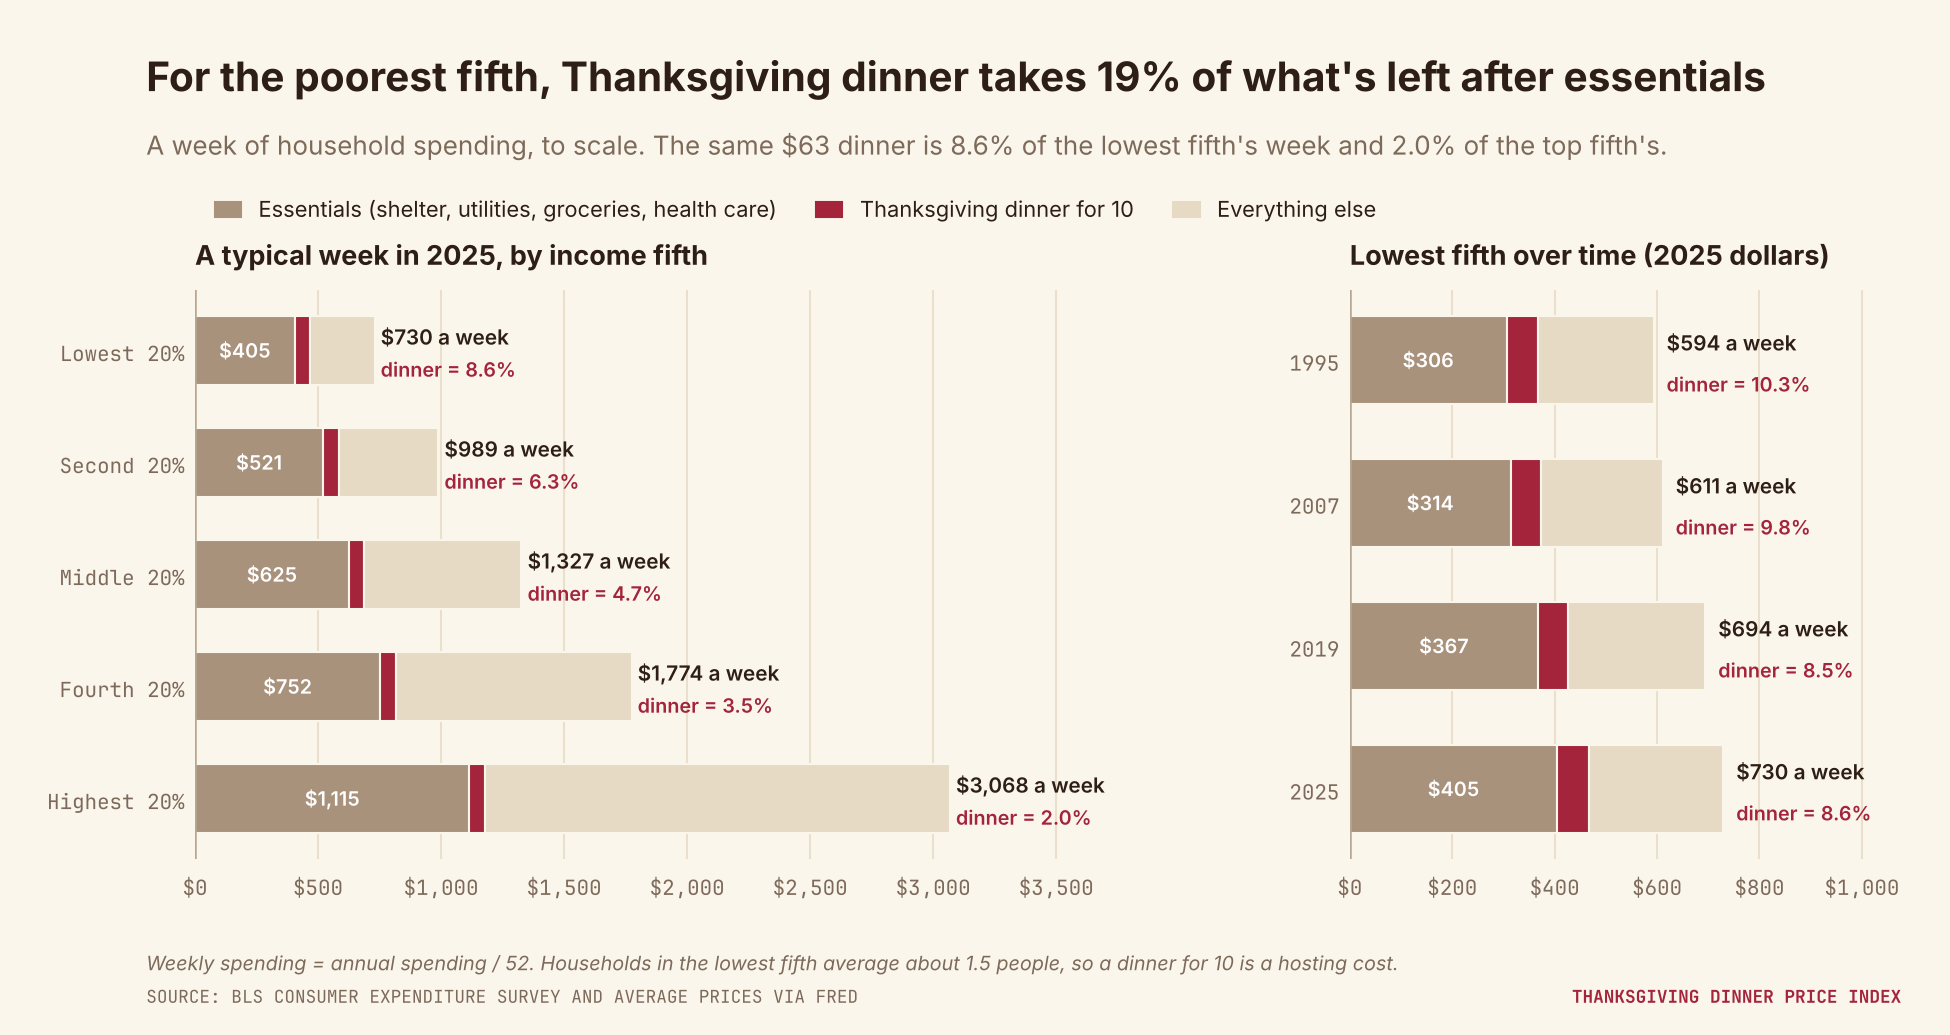 For the poorest fifth, Thanksgiving dinner takes 19% of what's left after essentials
A week of household spending, to scale. The same $63 dinner is 8.6% of the lowest fifth's week and 2.0% of the top fifth's.
Essentials (shelter, utilities, groceries, health care)
Thanksgiving dinner for 10
Everything else
A typical week in 2025, by income fifth
Lowest 20%
$405
$730 a week
dinner = 8.6%
Second 20%
$521
$989 a week
dinner = 6.3%
Middle 20%
$625
$1,327 a week
dinner = 4.7%
Fourth 20%
$752
$1,774 a week
dinner = 3.5%
Highest 20%
$1,115
$3,068 a week
dinner = 2.0%
$0
$500
$1,000
$1,500
$2,000
$2,500
$3,000
$3,500
Lowest fifth over time (2025 dollars)
1995
$306
$594 a week
dinner = 10.3%
2007
$314
$611 a week
dinner = 9.8%
2019
$367
$694 a week
dinner = 8.5%
2025
$405
$730 a week
dinner = 8.6%
$0
$200
$400
$600
$800
$1,000
Weekly spending = annual spending / 52. Households in the lowest fifth average about 1.5 people, so a dinner for 10 is a hosting cost.
SOURCE: BLS CONSUMER EXPENDITURE SURVEY AND AVERAGE PRICES VIA FRED
THANKSGIVING DINNER PRICE INDEX